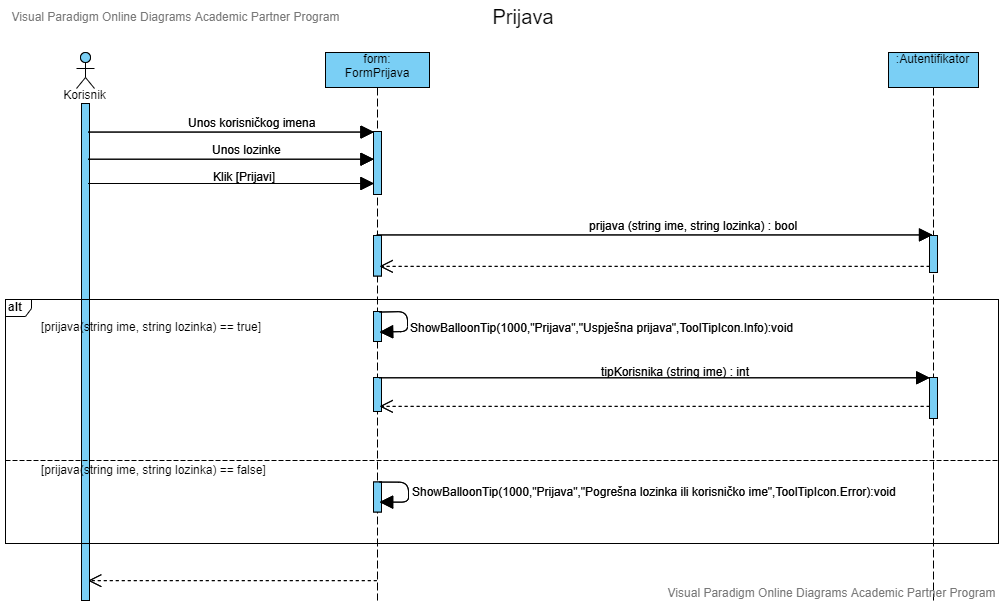 Visual Paradigm Online Diagrams Academic Partner Program
Prijava
Korisnik
form:
FormPrijava
:Autentifikator
Unos korisničkog imena
Unos lozinke
Klik [Prijavi]
prijava (string ime, string lozinka) : bool
alt
[prijava(string ime, string lozinka) == true]
ShowBalloonTip(1000,"Prijava","Uspješna prijava",ToolTipIcon.Info):void
tipKorisnika (string ime) : int
[prijava(string ime, string lozinka) == false]
ShowBalloonTip(1000,"Prijava","Pogrešna lozinka ili korisničko ime",ToolTipIcon.Error):void
Visual Paradigm Online Diagrams Academic Partner Program